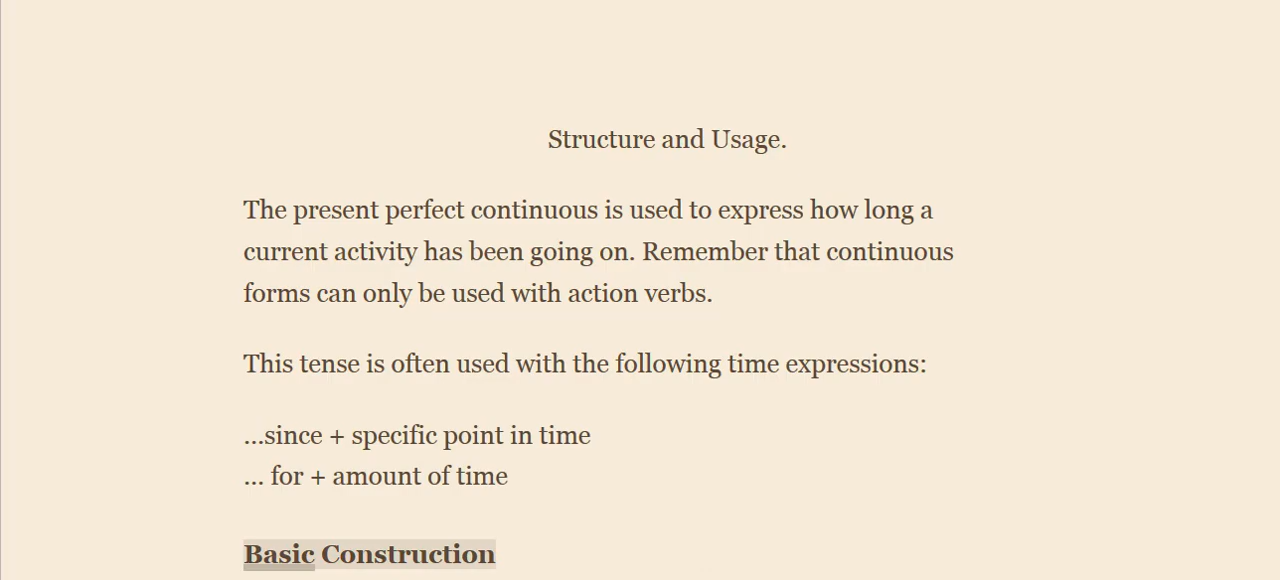 Structure and Usage.
The present perfect continuous is used to express how long a
current activity has been going on. Remember that continuous
forms can only be used with action verbs.
This tense is often used with the following time expressions:
...since + specific point in time
... for + amount of time
Basic Construction